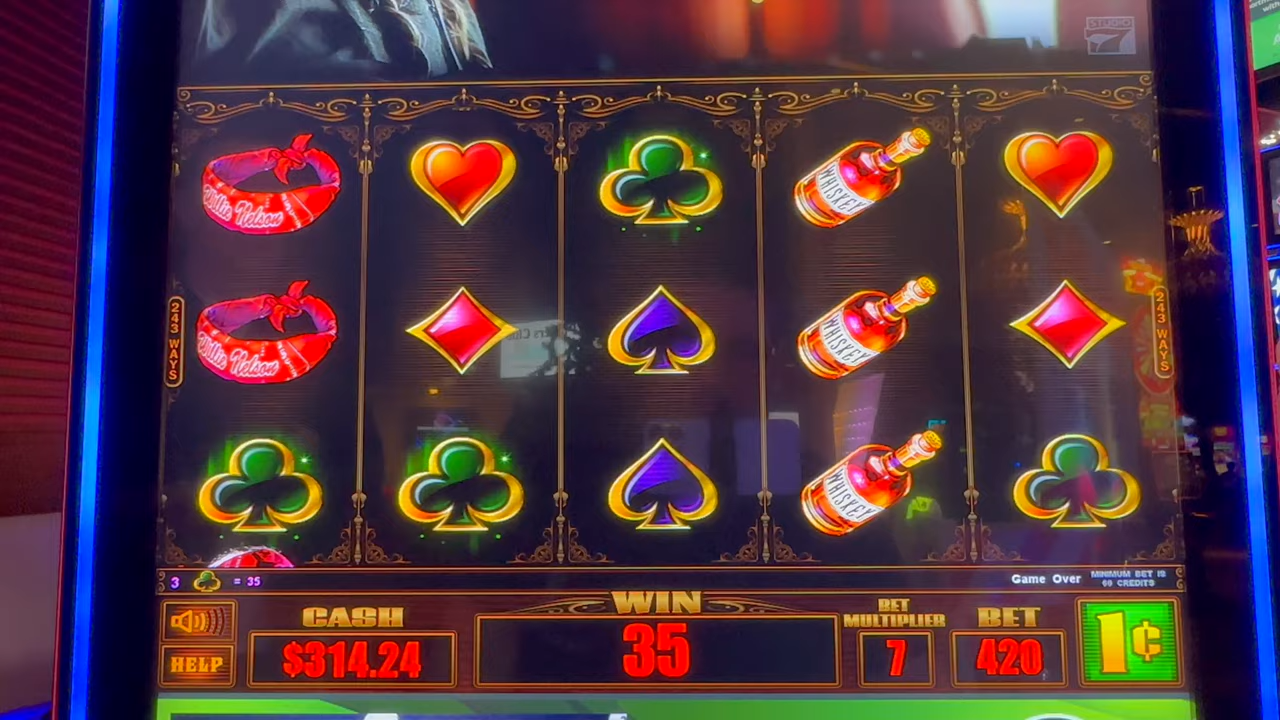 STUDIO
7
Willie Nelson
WHISKEY
243 WAYS
Willie Nelson
WHISKEY
243 WAYS
WHISKEY
3 = 35
Game Over
MINIMUM BET IS
60 CREDITS
CASH
WIN
BET
MULTIPLIER
BET
HELP
$314.24
35
7
420
1¢